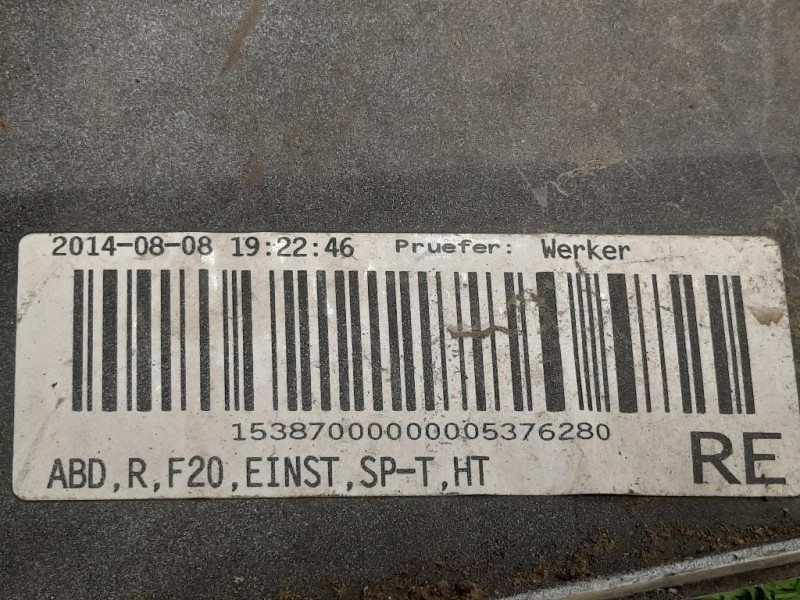 2014-08-08 19:22:46 Pruefer: Werker
15387000000005376280
ABD,R,F20,EINST,SP-T,HT
RE